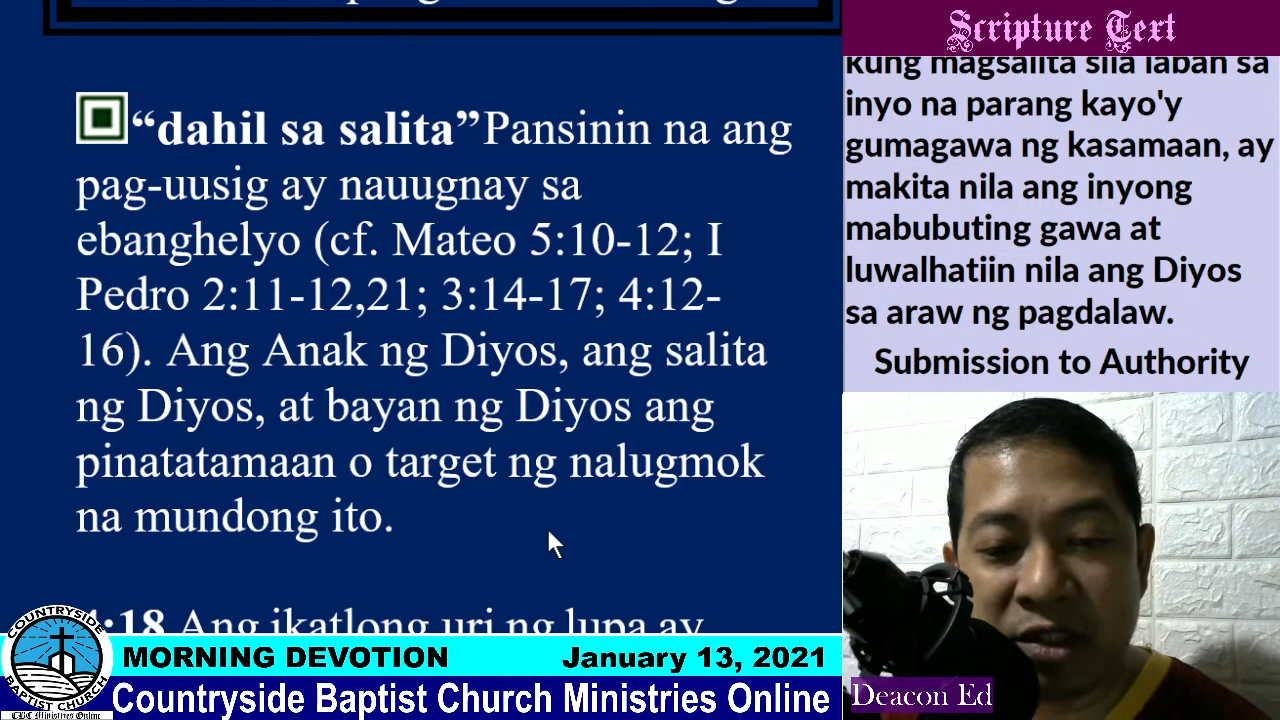 “dahil sa salita”Pansinin na ang
pag-uusig ay nauugnay sa
ebanghelyo (cf. Mateo 5:10-12; I
Pedro 2:11-12,21; 3:14-17; 4:12-
16). Ang Anak ng Diyos, ang salita
ng Diyos, at bayan ng Diyos ang
pinatatamaan o target ng nalugmok
na mundong ito.
4:18 Ang ikatlong uri ng lupa ay
Scripture Text
kung magsalita sila laban sa
inyo na parang kayo'y
gumagawa ng kasamaan, ay
makita nila ang inyong
mabubuting gawa at
luwalhatiin nila ang Diyos
sa araw ng pagdalaw.
Submission to Authority
COUNTRYSIDE
BAPTIST CHURCH
CBC Ministries Online
MORNING DEVOTION January 13, 2021
Countryside Baptist Church Ministries Online
Deacon Ed